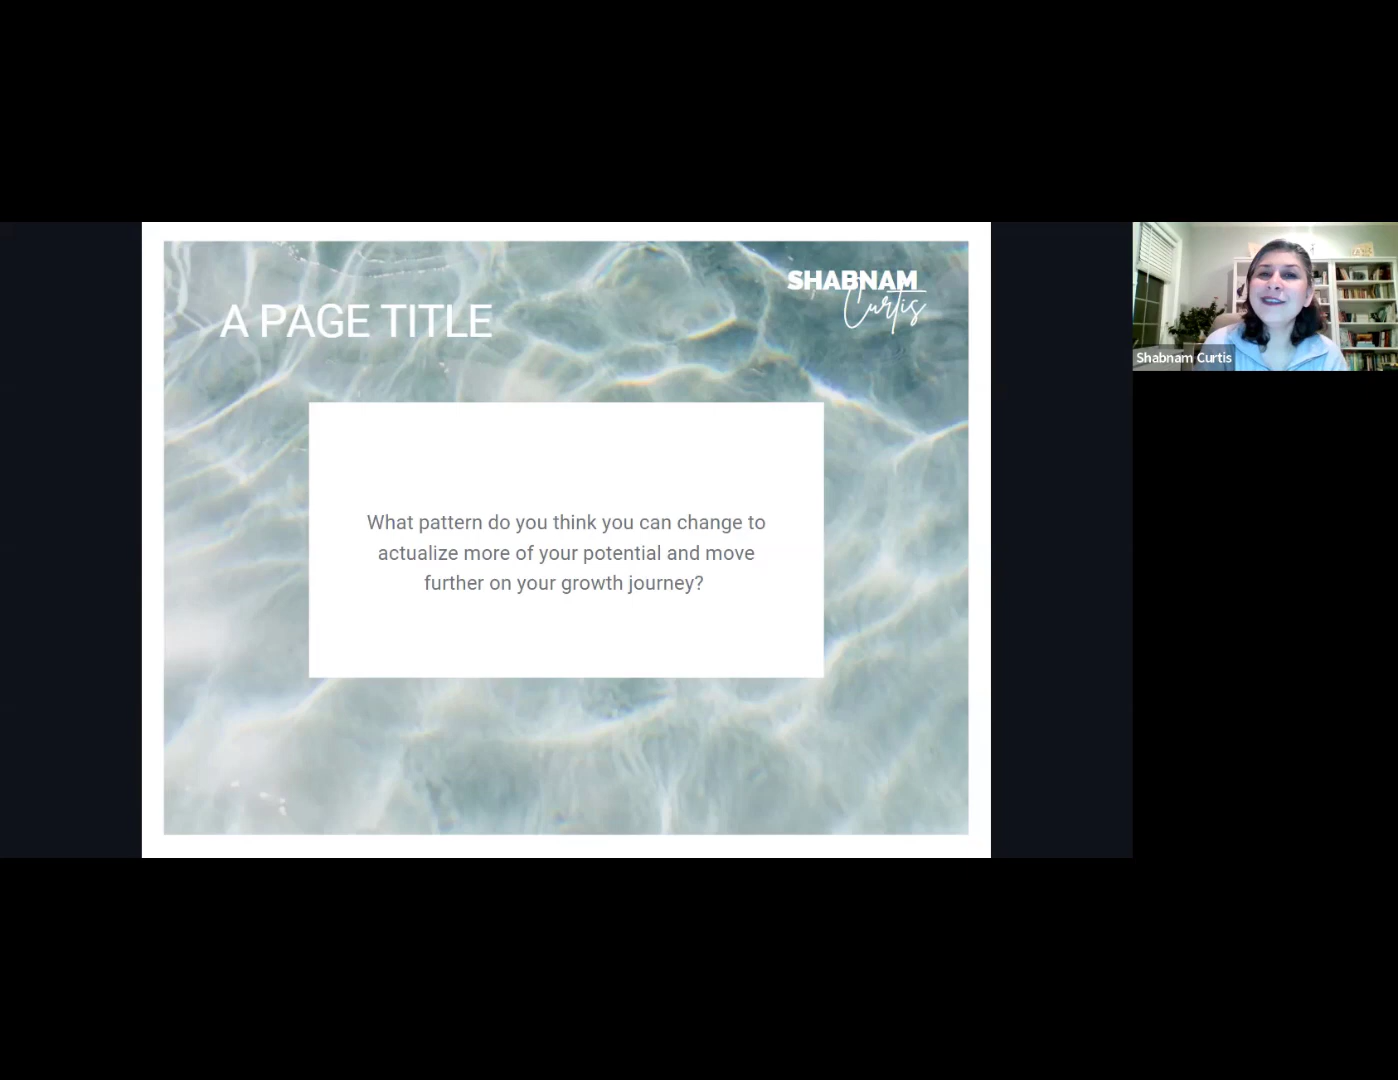 A PAGE TITLE
SHABNAM
Curtis
What pattern do you think you can change to
actualize more of your potential and move
further on your growth journey?
Shabnam Curtis